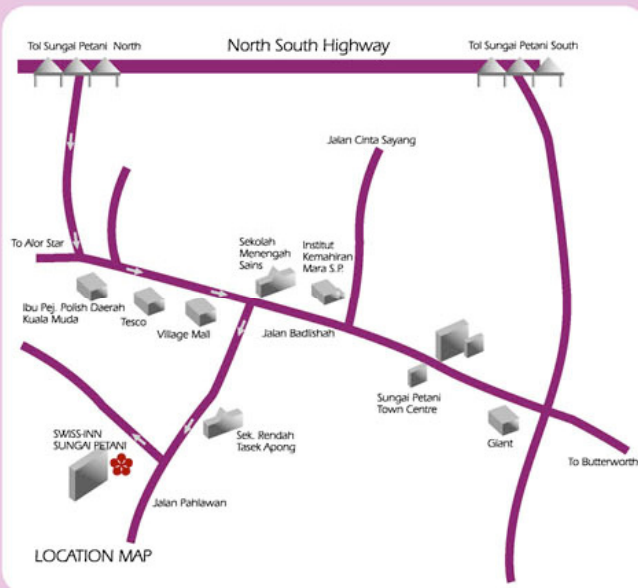 Tol Sungai Petani North
North South Highway
Tol Sungai Petani South
Jalan Cinta Sayang
To Alor Star
Sekolah
Menengah
Sains
Institut
Kemahiran
Mara S.P.
Ibu Pej. Polish Daerah
Kuala Muda
Tesco
Village Mall
Jalan Badlishah
Sungai Petani
Town Centre
Giant
To Butterworth
SWISS-INN
SUNGAI PETANI
Sek. Rendah
Tasek Apong
Jalan Pahlawan
LOCATION MAP